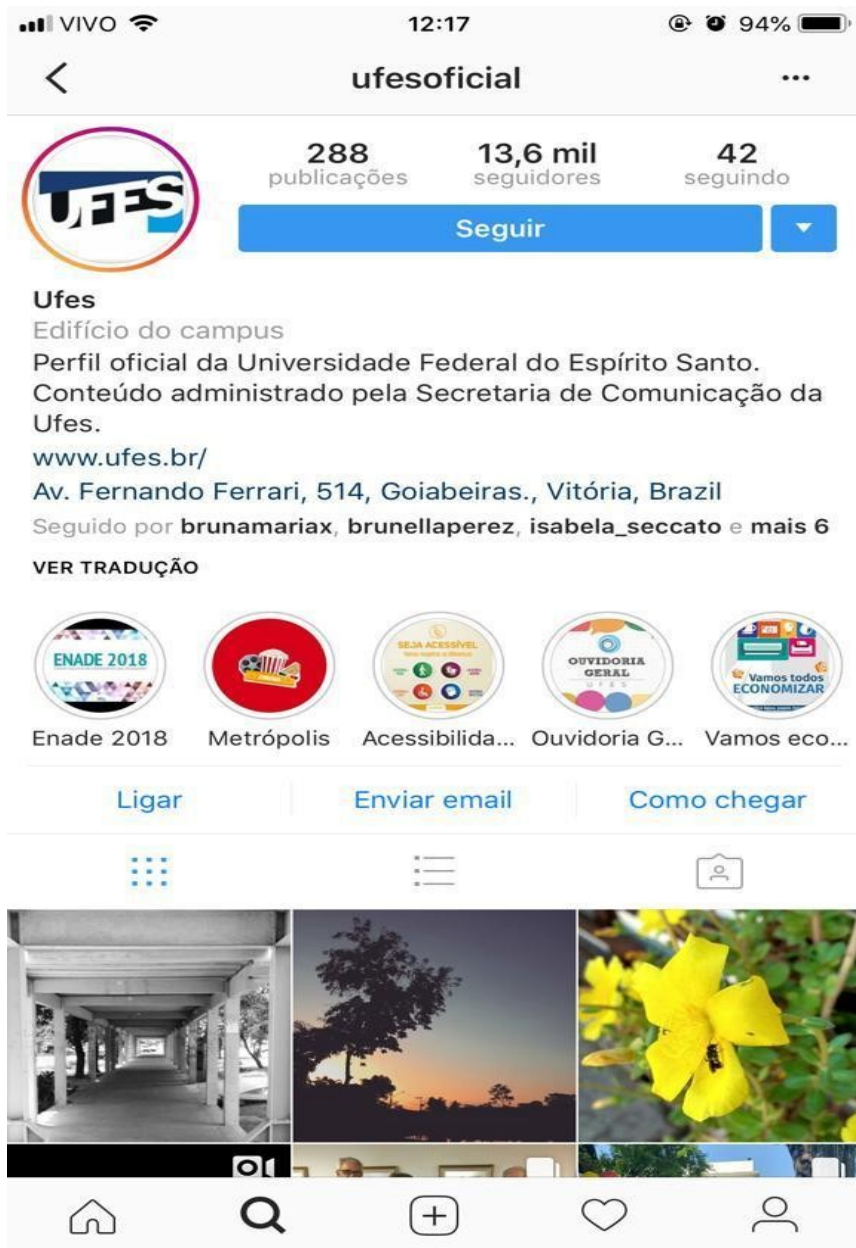 VIVO 12:17 94%
ufesoficial
288 13,6 mil 42
publicações seguidores seguindo
UFES
Seguir
Ufes
Edifício do campus
Perfil oficial da Universidade Federal do Espírito Santo.
Conteúdo administrado pela Secretaria de Comunicação da
Ufes.
www.ufes.br/
Av. Fernando Ferrari, 514, Goiabeiras., Vitória, Brazil
Seguido por brunamariax, brunellaperez, isabela_seccato e mais 6
VER TRADUÇÃO
ENADE 2018
SEJA ACESSÍVEL
OUVIDORIA
GERAL
UFES
Vamos todos
ECONOMIZAR
Enade 2018 Metrópolis Acessibilida... Ouvidoria G... Vamos eco...
Ligar Enviar email Como chegar